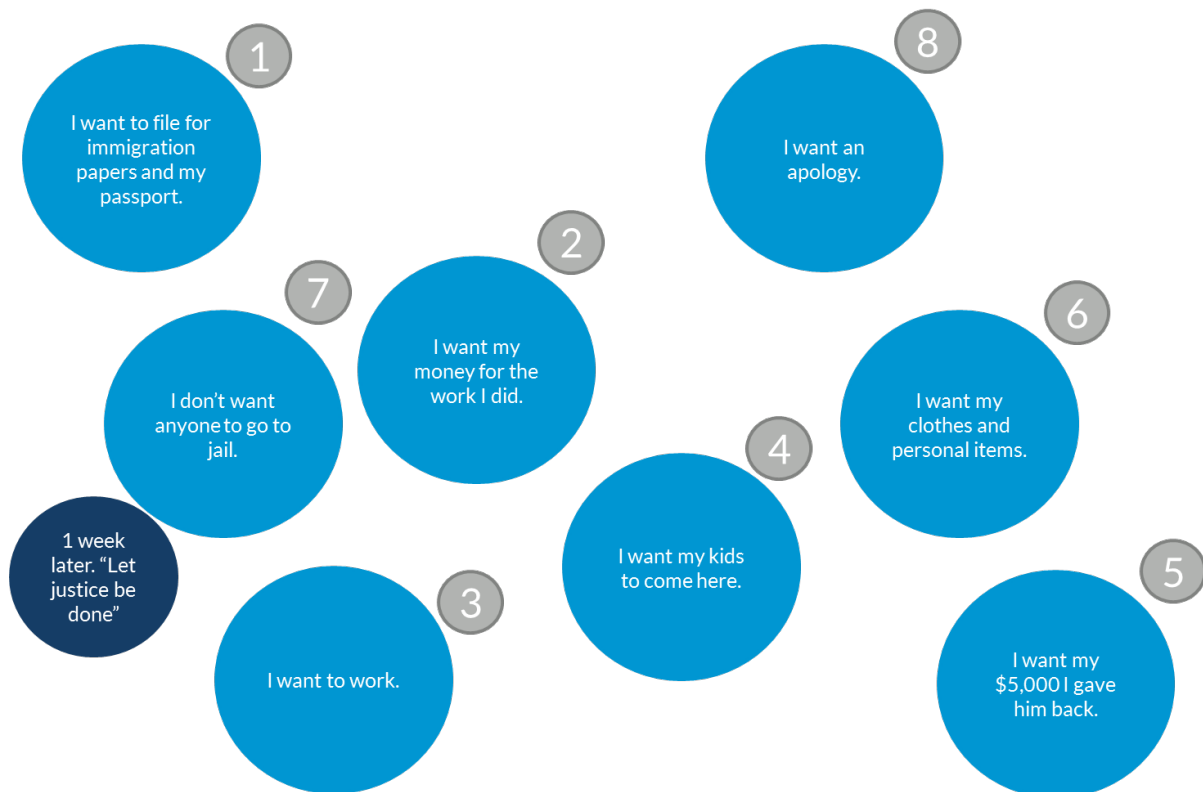 1
I want to file for
immigration
papers and my
passport.
8
I want an
apology.
2
I want my
money for the
work I did.
7
I don’t want
anyone to go to
jail.
6
I want my
clothes and
personal items.
4
I want my kids
to come here.
1 week
later. “Let
justice be
done”
3
I want to work.
5
I want my
$5,000 I gave
him back.